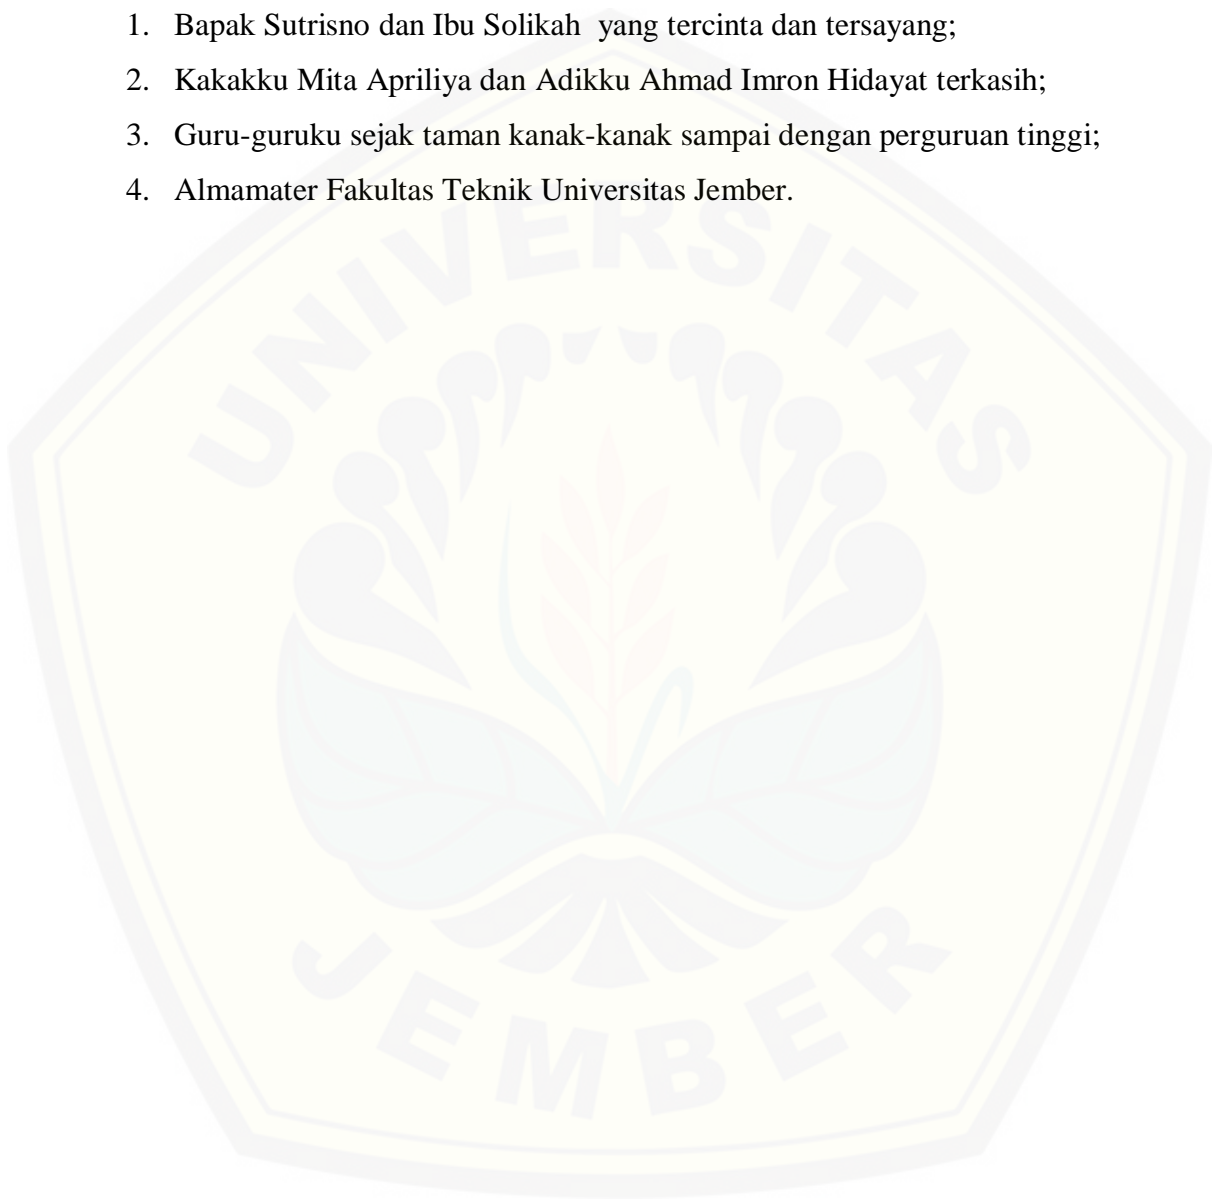 1. Bapak Sutrisno dan Ibu Solikah yang tercinta dan tersayang;
2. Kakakku Mita Apriliya dan Adikku Ahmad Imron Hidayat terkasih;
3. Guru-guruku sejak taman kanak-kanak sampai dengan perguruan tinggi;
4. Almamater Fakultas Teknik Universitas Jember.
UNIVERSITAS
JEMBER